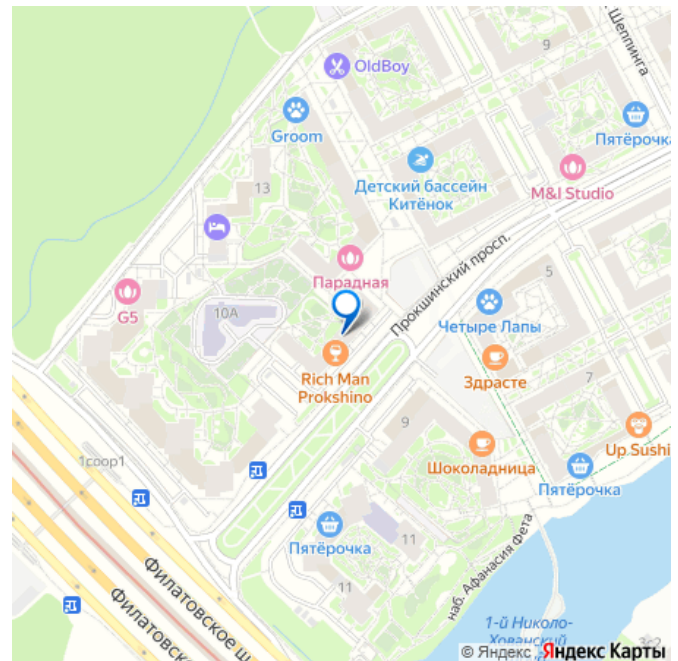 Шеппинга
9
OldBoy
Groom
Пятёрочка
Детский бассейн
Китёнок
13
M&I Studio
Прокшинский просп.
Парадная
5
G5
10А
Четыре Лапы
Rich Man
Prokshino
Здрасте
7
9
1coop1
Шоколадница
Up Sushi
Пятёрочка
Пятёрочка
11
11
наб. Афанасия Фета
Филатовское ш
Филатовское
1-й Николо-
Хованский
3с2
© Яндекс Яндекс Карты